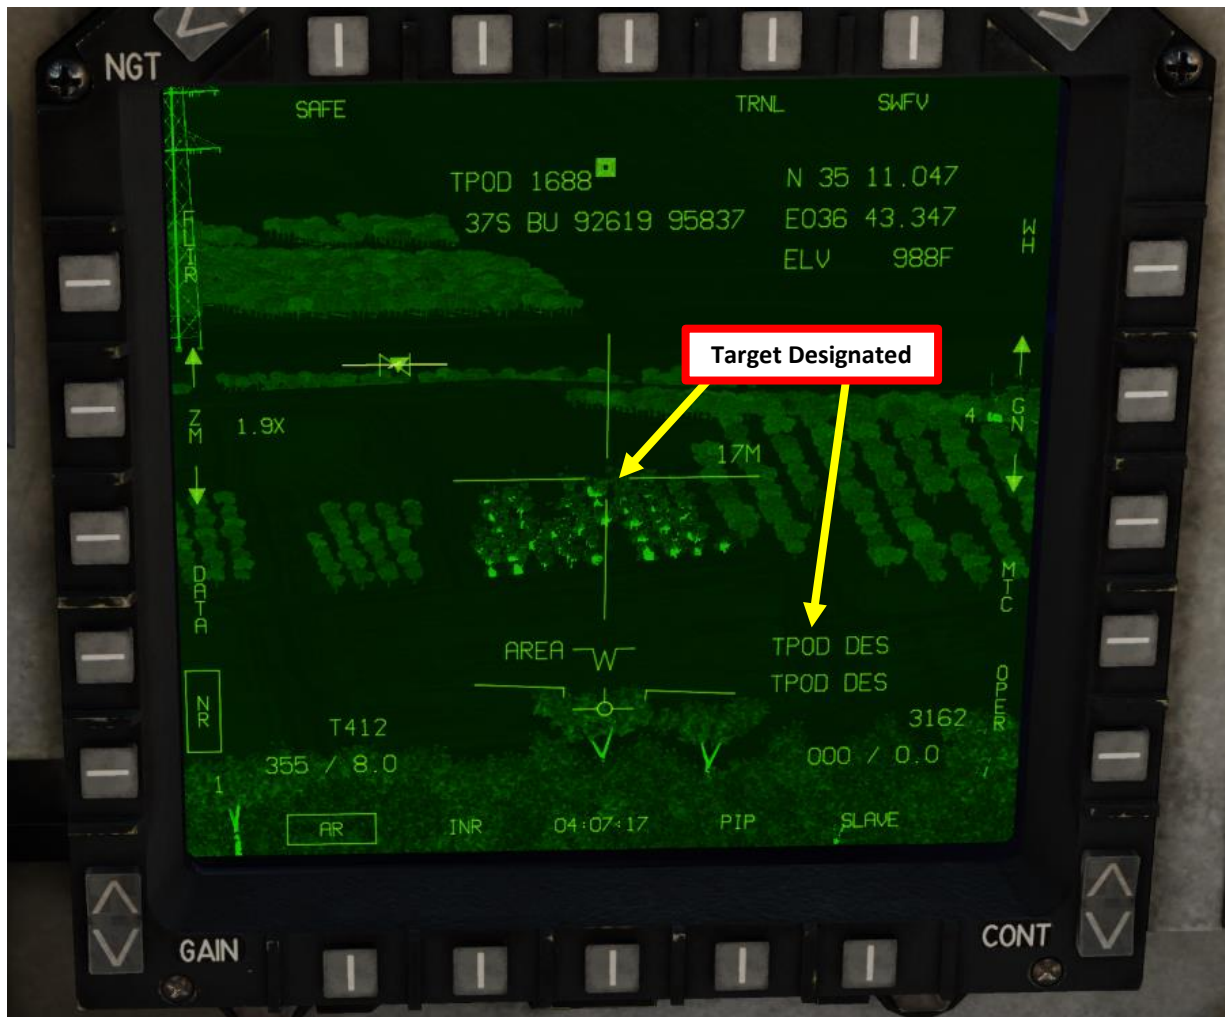 NGT
SAFE TRNL SWFV
TPOD 1688 N 35 11.047
37S BU 92619 95837 E036 43.347
ELV 988F
FLIR
WH
Target Designated
ZM 1.9X
4 GN
17M
DATA
MTC
AREA W
TPOD DES
TPOD DES
NR
OPER
T412
3162
355 / 8.0
000 / 0.0
1
AR INR 04:07:17 PIP SLAVE
GAIN
CONT